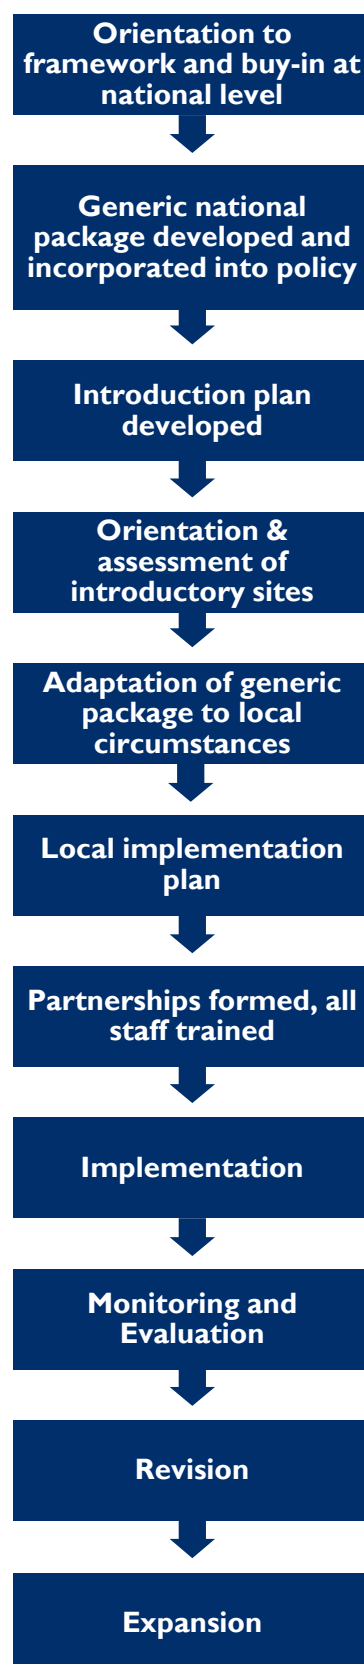 Orientation to
framework and buy-in at
national level
Generic national
package developed and
incorporated into policy
Introduction plan
developed
Orientation &
assessment of
introductory sites
Adaptation of generic
package to local
circumstances
Local implementation
plan
Partnerships formed, all
staff trained
Implementation
Monitoring and
Evaluation
Revision
Expansion